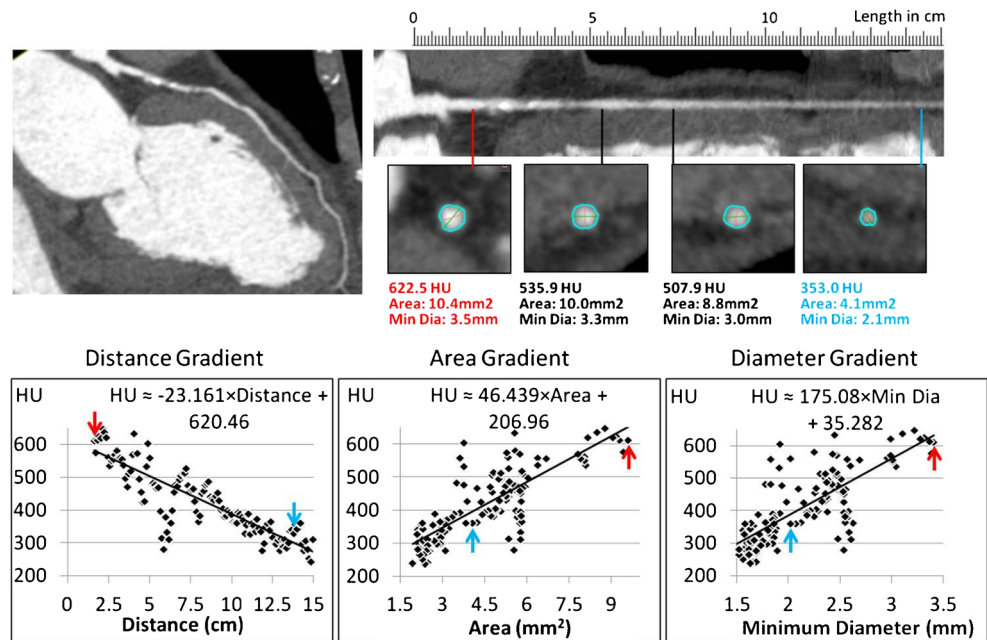 0 5 10 Length in cm
622.5 HU
Area: 10.4mm2
Min Dia: 3.5mm
535.9 HU
Area: 10.0mm2
Min Dia: 3.3mm
507.9 HU
Area: 8.8mm2
Min Dia: 3.0mm
353.0 HU
Area: 4.1mm2
Min Dia: 2.1mm
Distance Gradient
HU
HU ≈ -23.161×Distance +
620.46
600
500
400
300
200
0 2.5 5 7.5 10 12.5 15
Distance (cm)
Area Gradient
HU
HU ≈ 46.439×Area +
206.96
600
500
400
300
200
1.5 3 4.5 6 7.5 9
Area (mm²)
Diameter Gradient
HU
HU ≈ 175.08×Min Dia
+ 35.282
600
500
400
300
200
1.5 2 2.5 3 3.5
Minimum Diameter (mm)